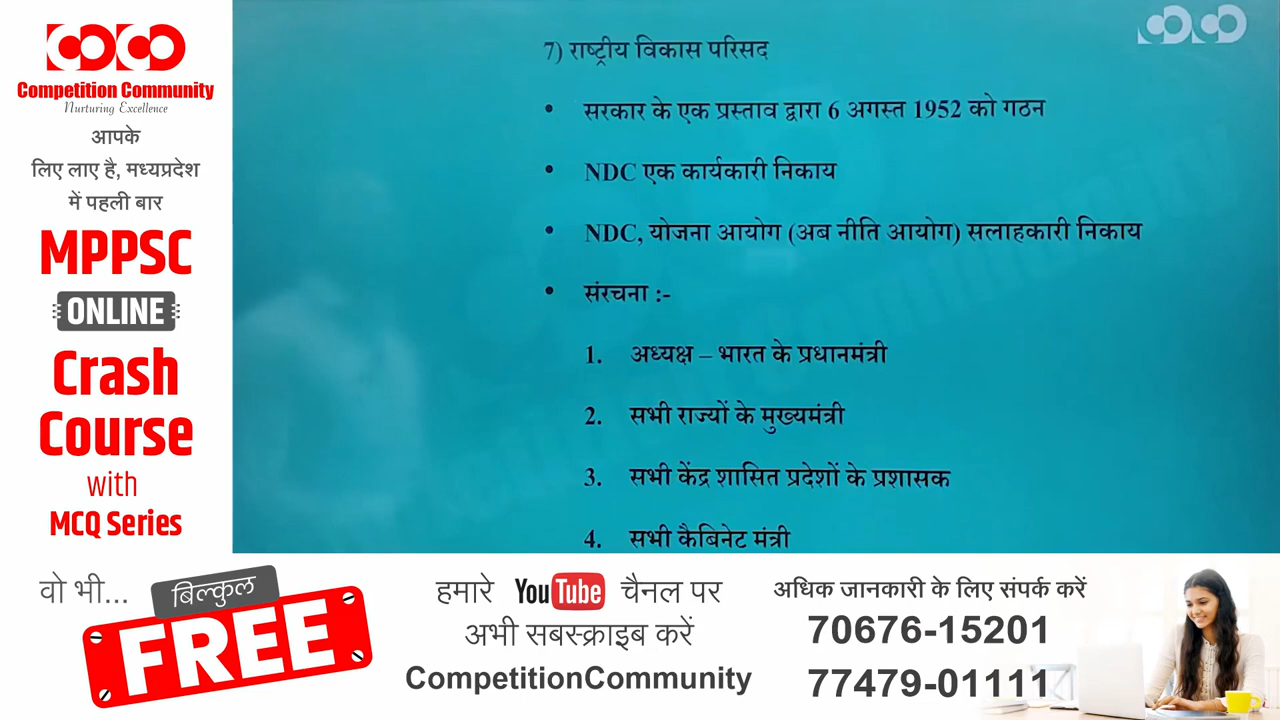 COCO
Competition Community
Nurturing Excellence
आपके
लिए लाए है, मध्यप्रदेश
में पहली बार
MPPSC
ONLINE
Crash
Course
with
MCQ Series
COCO
7) राष्ट्रीय विकास परिसद
• सरकार के एक प्रस्ताव द्वारा 6 अगस्त 1952 को गठन
• NDC एक कार्यकारी निकाय
• NDC, योजना आयोग (अब नीति आयोग) सलाहकारी निकाय
• संरचना :-
1. अध्यक्ष – भारत के प्रधानमंत्री
2. सभी राज्यों के मुख्यमंत्री
3. सभी केंद्र शासित प्रदेशों के प्रशासक
4. सभी कैबिनेट मंत्री
वो भी...
बिल्कुल
FREE
हमारे YouTube चैनल पर
अभी सबस्क्राइब करें
CompetitionCommunity
अधिक जानकारी के लिए संपर्क करें
70676-15201
77479-01111